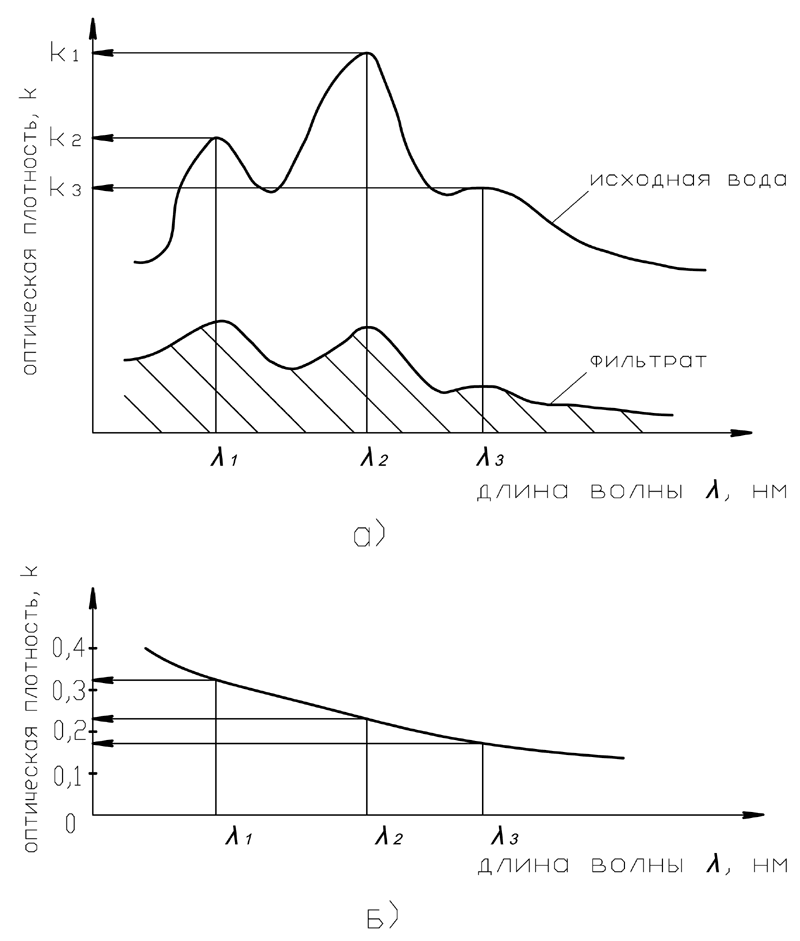 оптическая плотность, k
k1
k2
k3
исходная вода
фильтрат
λ1 λ2 λ3
длина волны λ, нм
а)
оптическая плотность, k
0,4
0,3
0,2
0,1
0
λ1 λ2 λ3
длина волны λ, нм
Б)